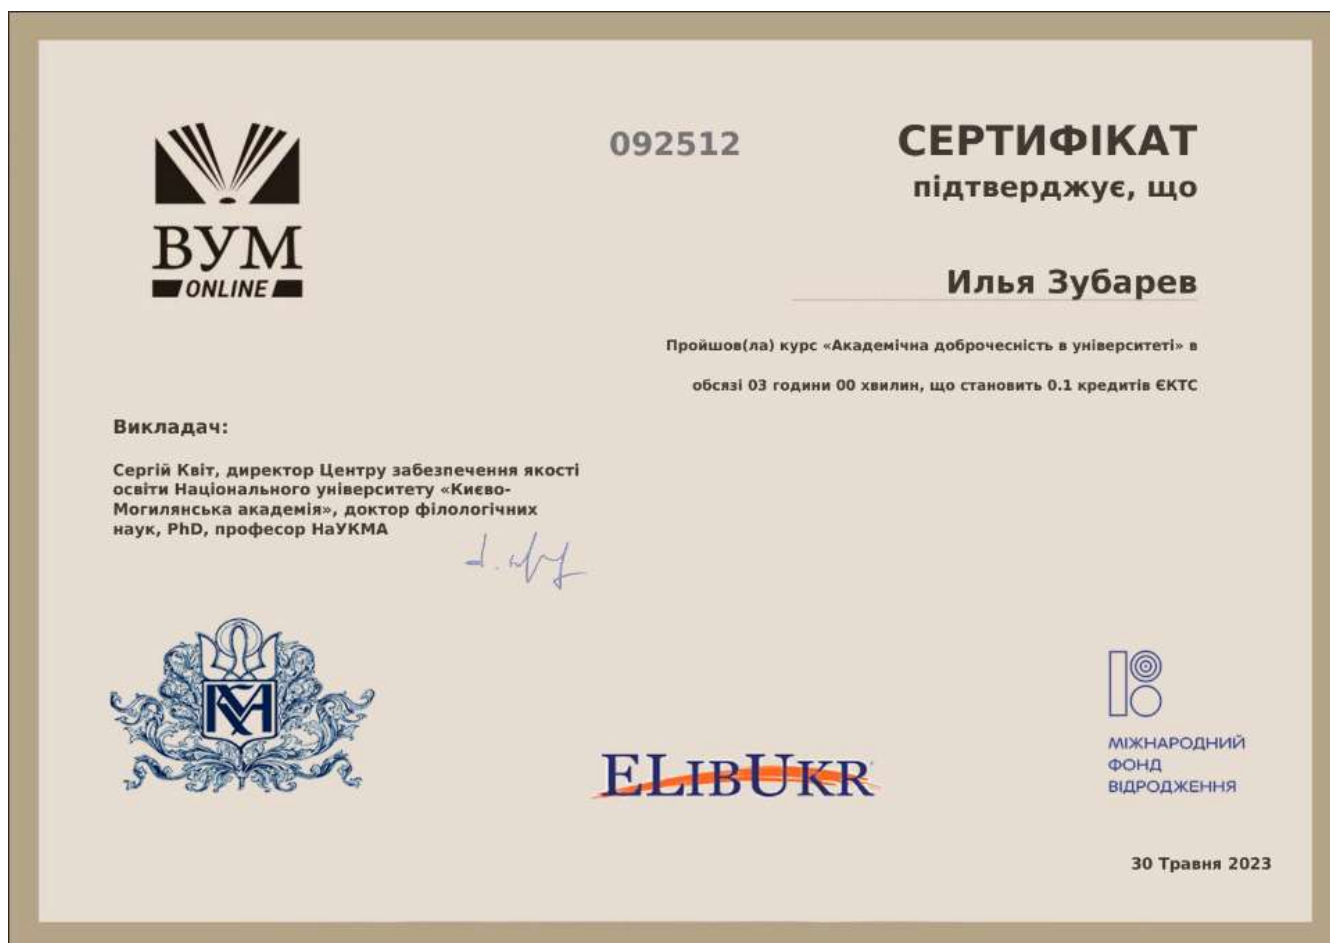 092512
СЕРТИФІКАТ
підтверджує, що
ВУМ
ONLINE
Илья Зубарев
Пройшов(ла) курс «Академічна доброчесність в університеті» в
обсязі 03 години 00 хвилин, що становить 0.1 кредитів ЄКТС
Викладач:
Сергій Квіт, директор Центру забезпечення якості
освіти Національного університету «Києво-
Могилянська академія», доктор філологічних
наук, PhD, професор НаУКМА
ELIBUKR
МІЖНАРОДНИЙ
ФОНД
ВІДРОДЖЕННЯ
30 Травня 2023